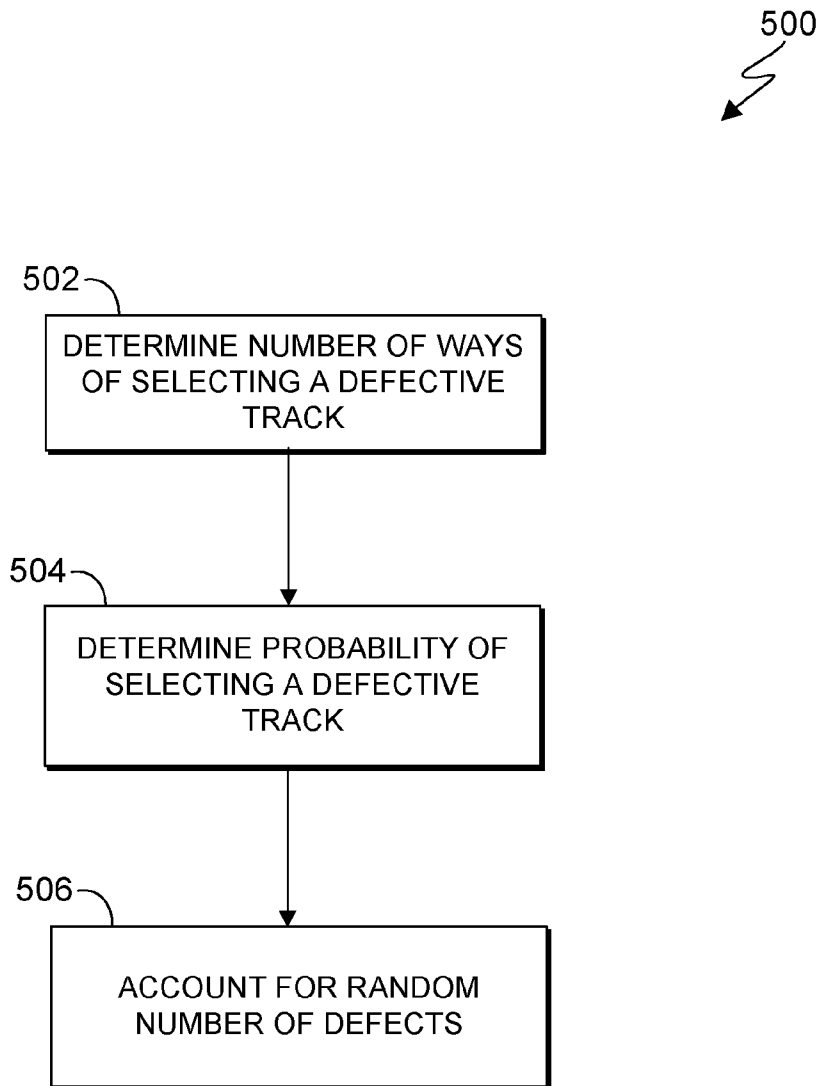 500
502
DETERMINE NUMBER OF WAYS
OF SELECTING A DEFECTIVE
TRACK
504
DETERMINE PROBABILITY OF
SELECTING A DEFECTIVE
TRACK
506
ACCOUNT FOR RANDOM
NUMBER OF DEFECTS